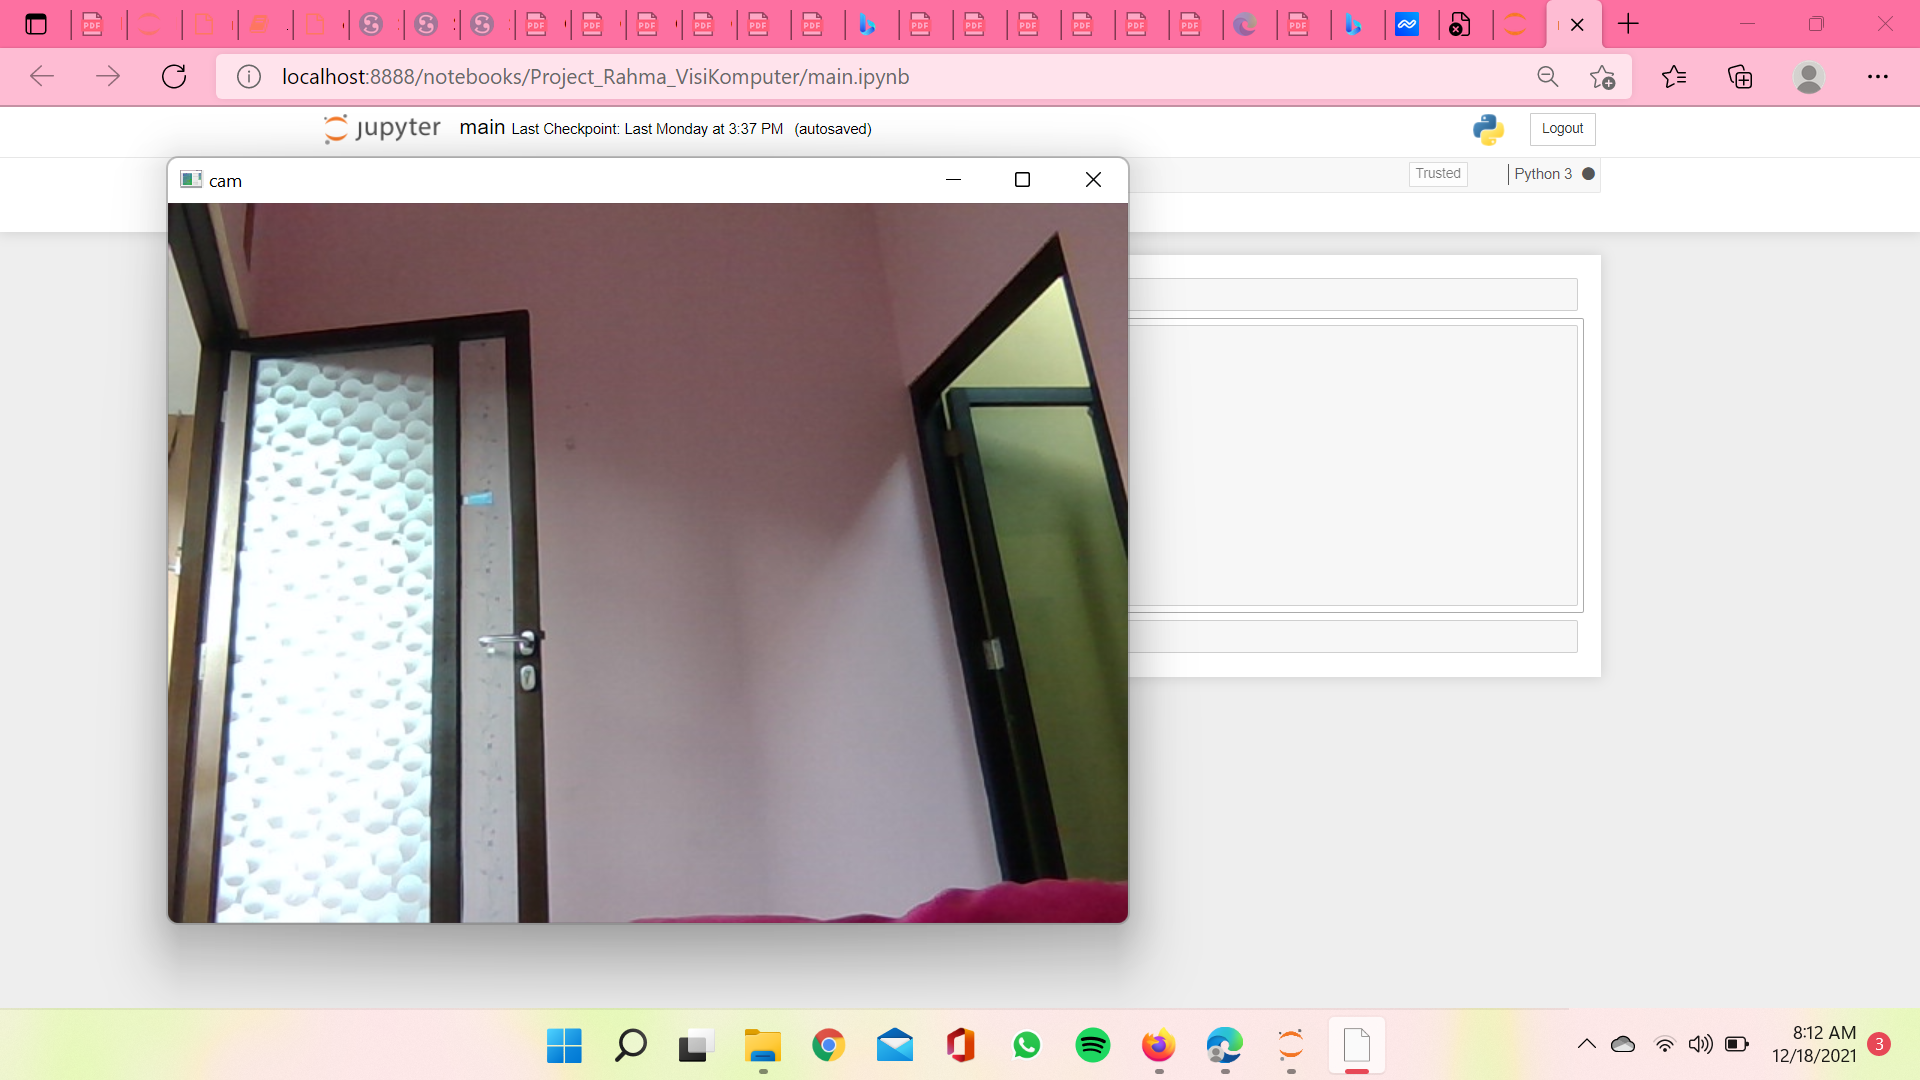 localhost:8888/notebooks/Project_Rahma_VisiKomputer/main.ipynb
jupyter main Last Checkpoint: Last Monday at 3:37 PM (autosaved)
Logout
cam
Trusted
Python 3
8:12 AM
12/18/2021
3